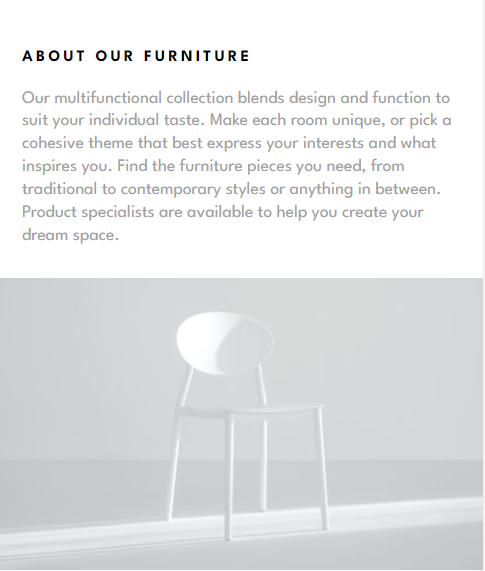 ABOUT OUR FURNITURE
Our multifunctional collection blends design and function to
suit your individual taste. Make each room unique, or pick a
cohesive theme that best express your interests and what
inspires you. Find the furniture pieces you need, from
traditional to contemporary styles or anything in between.
Product specialists are available to help you create your
dream space.